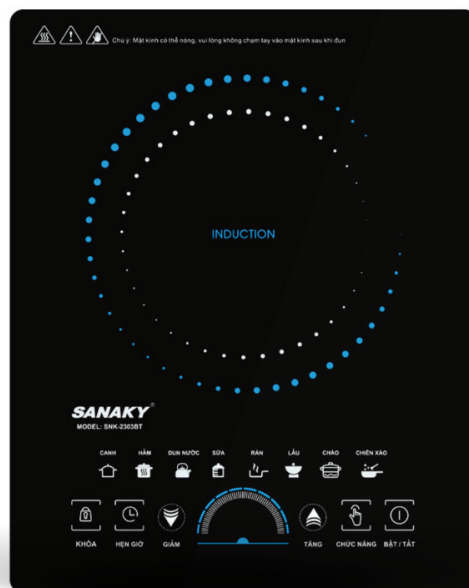 Chú ý: Mặt kính có thể nóng, vui lòng không chạm tay vào mặt kính sau khi đun
INDUCTION
SANAKY®
MODEL: SNK-2303BT
CANH HẦM ĐUN NƯỚC SỮA RÁN LẨU CHÁO CHIÊN XÀO
KHÓA HẸN GIỜ GIẢM TĂNG CHỨC NĂNG BẬT / TẮT